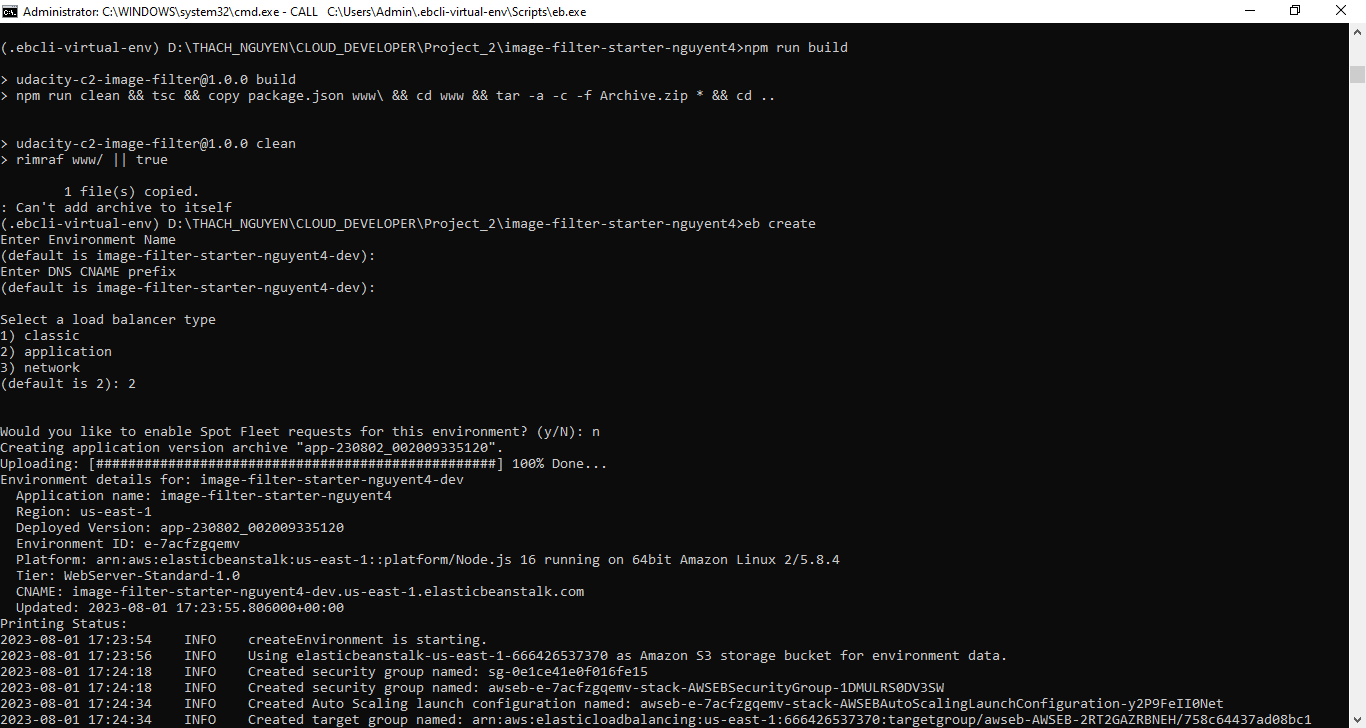 Administrator: C:\WINDOWS\system32\cmd.exe - CALL C:\Users\Admin\.ebcli-virtual-env\Scripts\eb.exe
(.ebcli-virtual-env) D:\THACH_NGUYEN\CLOUD_DEVELOPER\Project_2\image-filter-starter-nguyent4>npm run build
> udacity-c2-image-filter@1.0.0 build
> npm run clean && tsc && copy package.json www\ && cd www && tar -a -c -f Archive.zip * && cd ..
> udacity-c2-image-filter@1.0.0 clean
> rimraf www/ || true
1 file(s) copied.
: Can't add archive to itself
(.ebcli-virtual-env) D:\THACH_NGUYEN\CLOUD_DEVELOPER\Project_2\image-filter-starter-nguyent4>eb create
Enter Environment Name
(default is image-filter-starter-nguyent4-dev):
Enter DNS CNAME prefix
(default is image-filter-starter-nguyent4-dev):
Select a load balancer type
1) classic
2) application
3) network
(default is 2): 2
Would you like to enable Spot Fleet requests for this environment? (y/N): n
Creating application version archive "app-230802_002009335120".
Uploading: [##################################################] 100% Done...
Environment details for: image-filter-starter-nguyent4-dev
Application name: image-filter-starter-nguyent4
Region: us-east-1
Deployed Version: app-230802_002009335120
Environment ID: e-7acfzgqemv
Platform: arn:aws:elasticbeanstalk:us-east-1::platform/Node.js 16 running on 64bit Amazon Linux 2/5.8.4
Tier: WebServer-Standard-1.0
CNAME: image-filter-starter-nguyent4-dev.us-east-1.elasticbeanstalk.com
Updated: 2023-08-01 17:23:55.806000+00:00
Printing Status:
2023-08-01 17:23:54 INFO createEnvironment is starting.
2023-08-01 17:23:56 INFO Using elasticbeanstalk-us-east-1-666426537370 as Amazon S3 storage bucket for environment data.
2023-08-01 17:24:18 INFO Created security group named: sg-0e1ce41e0f016fe15
2023-08-01 17:24:18 INFO Created security group named: awseb-e-7acfzgqemv-stack-AWSEBSecurityGroup-1DMULRS0DV3SW
2023-08-01 17:24:34 INFO Created Auto Scaling launch configuration named: awseb-e-7acfzgqemv-stack-AWSEBAutoScalingLaunchConfiguration-y2P9FeII0Net
2023-08-01 17:24:34 INFO Created target group named: arn:aws:elasticloadbalancing:us-east-1:666426537370:targetgroup/awseb-AWSEB-2RT2GAZRBNEH/758c64437ad08bc1